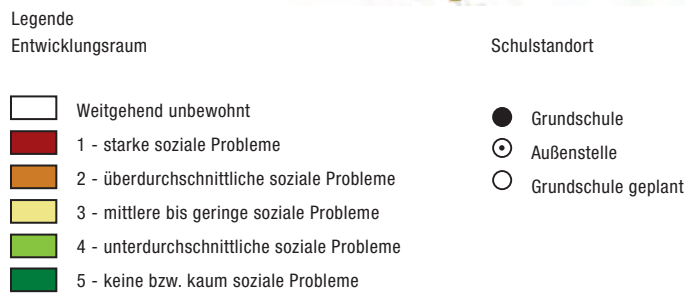 Legende
Entwicklungsraum
Weitgehend unbewohnt
1 - starke soziale Probleme
2 - überdurchschnittliche soziale Probleme
3 - mittlere bis geringe soziale Probleme
4 - unterdurchschnittliche soziale Probleme
5 - keine bzw. kaum soziale Probleme
Schulstandort
Grundschule
Außenstelle
Grundschule geplant